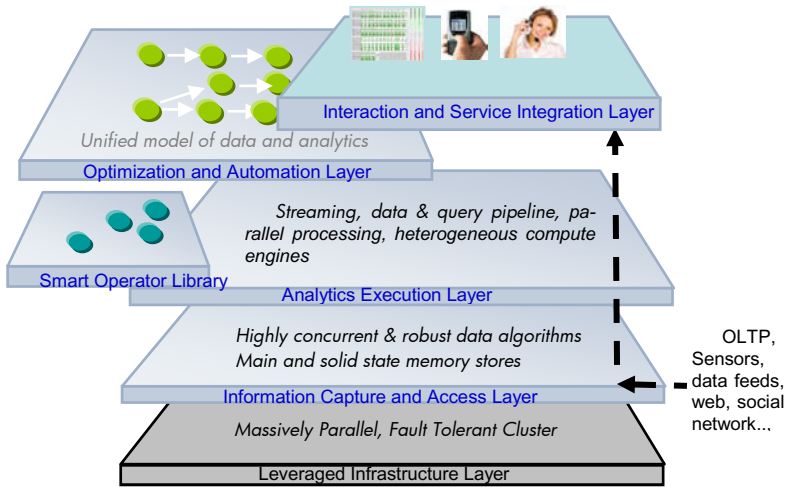 Interaction and Service Integration Layer
Unified model of data and analytics
Optimization and Automation Layer
Streaming, data & query pipeline, pa-
rallel processing, heterogeneous compute
engines
Smart Operator Library
Analytics Execution Layer
Highly concurrent & robust data algorithms
Main and solid state memory stores
Information Capture and Access Layer
OLTP,
Sensors,
data feeds,
web, social
network...
Massively Parallel, Fault Tolerant Cluster
Leveraged Infrastructure Layer